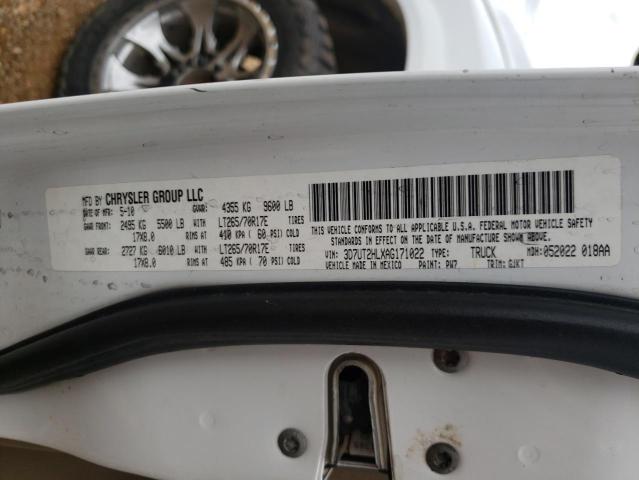 MFD BY CHRYSLER GROUP LLC
DATE OF MFR: 5-10 GVWR: 4355 KG 9600 LB
GAWR FRONT: 2495 KG 5500 LB WITH LT265/70R17E TIRES
17X8.0 RIMS AT 410 KPA ( 60 PSI) COLD
GAWR REAR: 2727 KG 6010 LB WITH LT265/70R17E TIRES
17X8.0 RIMS AT 485 KPA ( 70 PSI) COLD
THIS VEHICLE CONFORMS TO ALL APPLICABLE U.S.A. FEDERAL MOTOR VEHICLE SAFETY
STANDARDS IN EFFECT ON THE DATE OF MANUFACTURE SHOWN ABOVE.
VIN: 3D7UT2HLXAG171022 TYPE: TRUCK MDH: 052022 018AA
VEHICLE MADE IN MEXICO PAINT: PW7 TRIM: GJKT